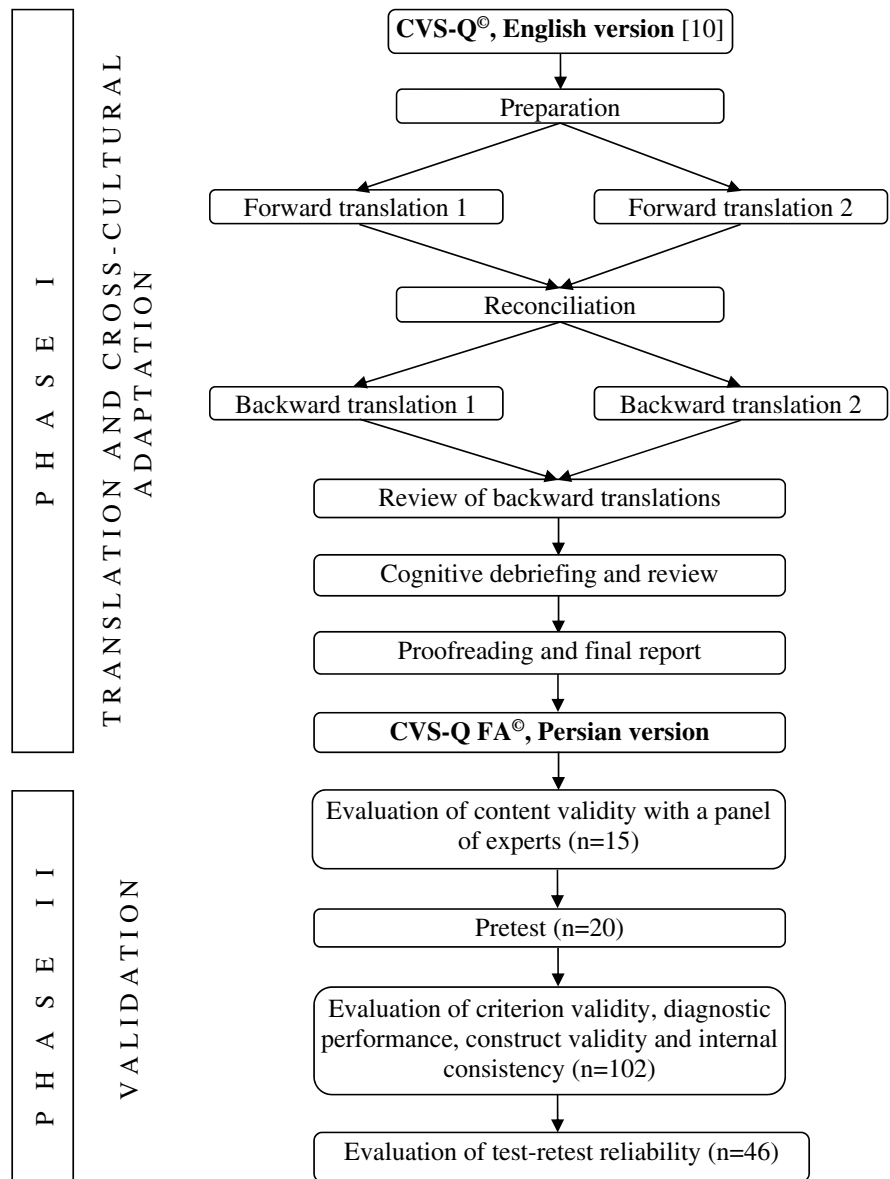 PHASE I
TRANSLATION AND CROSS-CULTURAL
ADAPTATION
CVS-Q©, English version [10]
Preparation
Forward translation 1
Forward translation 2
Reconciliation
Backward translation 1
Backward translation 2
Review of backward translations
Cognitive debriefing and review
Proofreading and final report
CVS-Q FA©, Persian version
PHASE II
VALIDATION
Evaluation of content validity with a panel
of experts (n=15)
Pretest (n=20)
Evaluation of criterion validity, diagnostic
performance, construct validity and internal
consistency (n=102)
Evaluation of test-retest reliability (n=46)